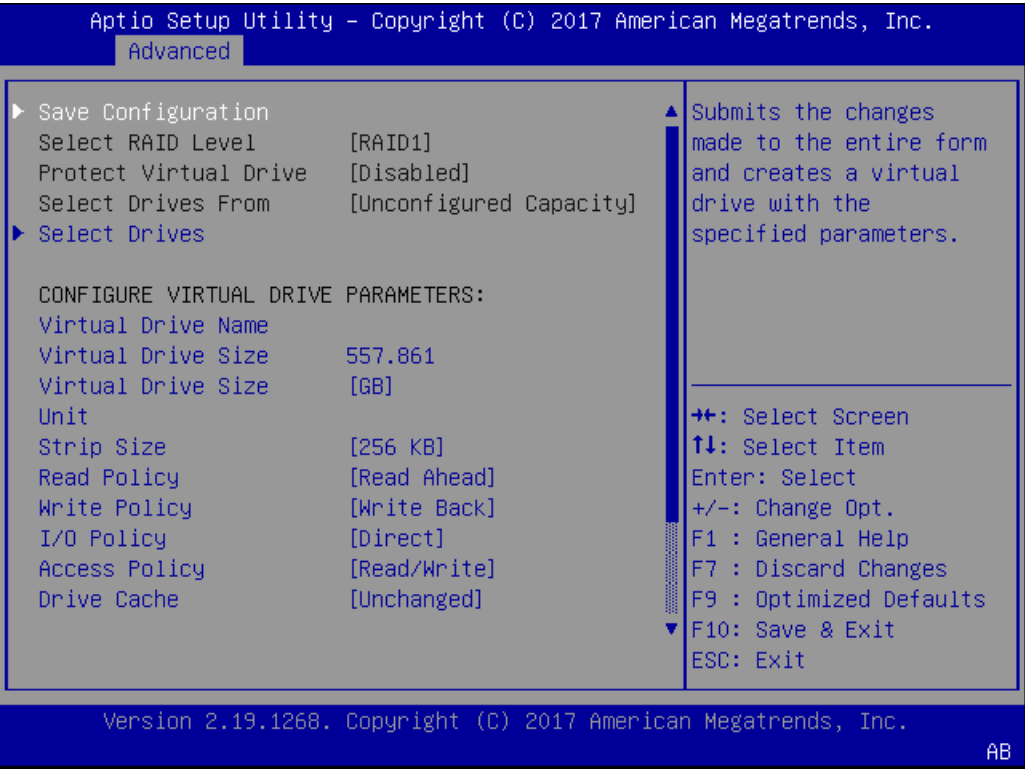 Aptio Setup Utility – Copyright (C) 2017 American Megatrends, Inc.
Advanced
Save Configuration
Select RAID Level [RAID1]
Protect Virtual Drive [Disabled]
Select Drives From [Unconfigured Capacity]
Select Drives
CONFIGURE VIRTUAL DRIVE PARAMETERS:
Virtual Drive Name
Virtual Drive Size 557.861
Virtual Drive Size [GB]
Unit
Strip Size [256 KB]
Read Policy [Read Ahead]
Write Policy [Write Back]
I/O Policy [Direct]
Access Policy [Read/Write]
Drive Cache [Unchanged]
Submits the changes
made to the entire form
and creates a virtual
drive with the
specified parameters.
→←: Select Screen
↑↓: Select Item
Enter: Select
+/-: Change Opt.
F1 : General Help
F7 : Discard Changes
F9 : Optimized Defaults
F10: Save & Exit
ESC: Exit
Version 2.19.1268. Copyright (C) 2017 American Megatrends, Inc.
AB